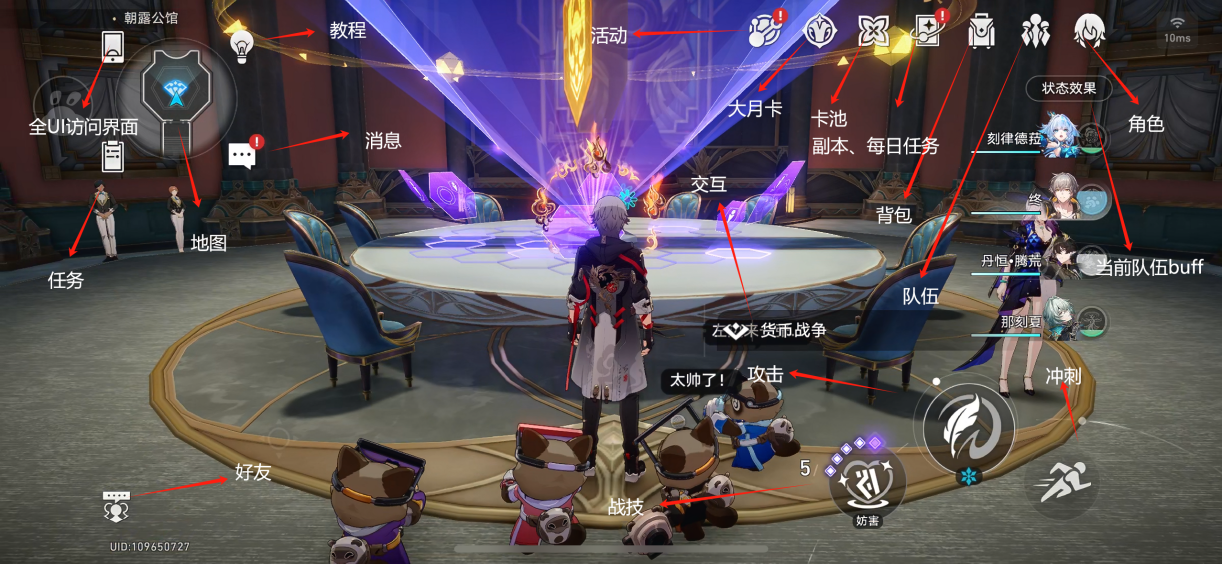 朝露公馆
教程
活动
10ms
状态效果
大月卡
卡池
副本、每日任务
角色
全UI访问界面
消息
刻律德菈
交互
终
背包
地图
任务
丹恒•腾荒
当前队伍buff
队伍
那刻夏
货币战争
太帅了！
攻击
冲刺
好友
5
战技
妨害
UID:109650727